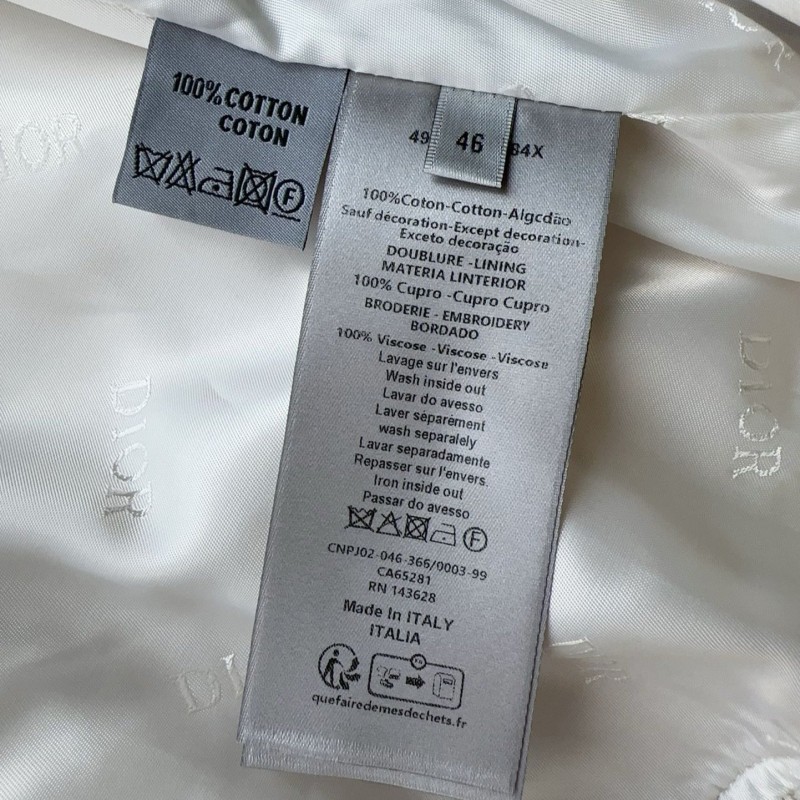 100%COTTON
COTON
F
46
49
84X
100%Coton-Cotton-Algcdão
Sauf décoration-Except decoration-
Exceto decoração
DOUBLURE -LINING
MATERIA LINTERIOR
100% Cupro -Cupro Cupro
BRODERIE - EMBROIDERY
BORDADO
100% Viscose -Viscose -Viscose
Lavage sur l'envers
Wash inside out
Lavar do avesso
Laver séparément
wash separalely
Lavar separadamente
Repasser sur l'envers.
Iron inside out
Passar do avesso
F
CNPJ02-046-366/0003-99
CA65281
RN 143628
Made In ITALY
ITALIA
FR
quefairedemesdechets.fr
DIOR
DIOR
DIOR